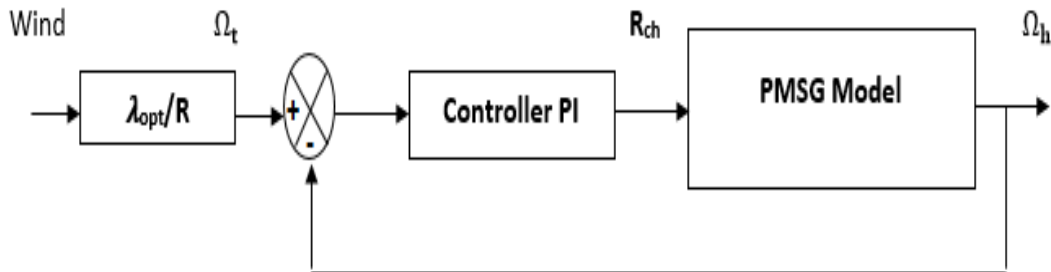 Wind
Ωt
Rch
Ωh
λopt/R
+
-
Controller PI
PMSG Model